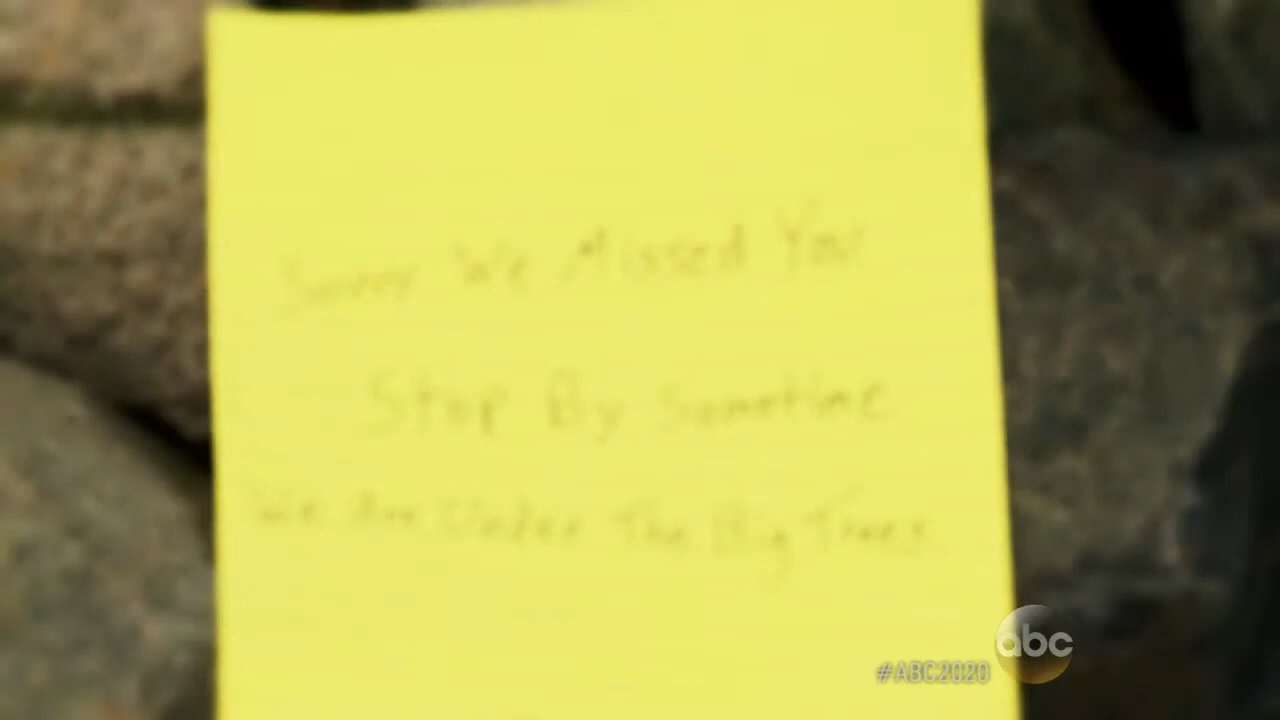 Sorry We Missed You
Stop By Sometime
We Are Under The Big Trees
abc
#ABC2020